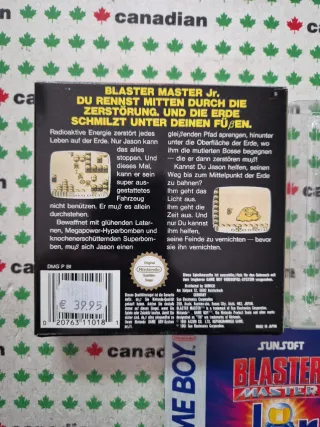 canadian
canadian
BLASTER MASTER Jr.
DU RENNST MITTEN DURCH DIE
ZERSTÖRUNG. UND DIE ERDE
SCHMILZT UNTER DEINEN FÜßEN.
Radioaktive Energie zerstört jedes
Leben auf der Erde. Nur Jason kann
das alles
stoppen. Und
dieses Mal,
kann er sein
super aus-
gestattetes
Fahrzeug
nicht benützen. Er muß es allein
durchstehen.
Bewaffnet mit glühenden Later-
nen, Megapower-Hyperbomben und
knochenerschütternden Superbom-
ben, muß sich Jason einen
gleißenden Pfad sprengen, hinunter
unter die Oberfläche der Erde, wo
ihm die mutierten Bosse begegnen
— die er dann zerstören muß!
Kannst Du Jason helfen, seinen
Weg bis zum Mittelpunkt der Erde
zu bahnen?
Ihm geht das
Licht aus.
Ihm geht die
Zeit aus. Und
nur Du kannst
ihm helfen,
seine Feinde zu vernichten — bevor
sie ihn vernichten.
Nintendo
€ 39.95
0 20763 11018 1
MADE IN JAPAN
GAME BOY
SUNSOFT
BLASTER
MASTER
Jr.